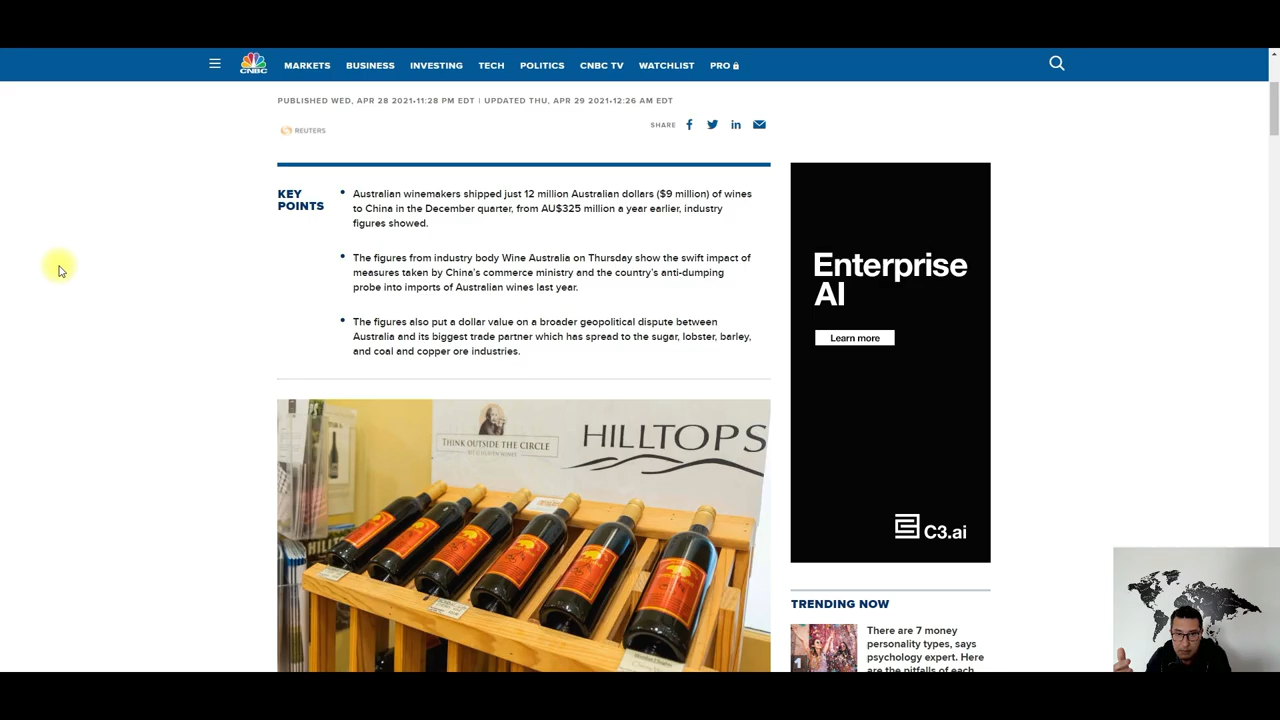 CNBC
MARKETS BUSINESS INVESTING TECH POLITICS CNBC TV WATCHLIST PRO
PUBLISHED WED, APR 28 2021•11:28 PM EDT | UPDATED THU, APR 29 2021•12:26 AM EDT
REUTERS
SHARE
KEY
POINTS
Australian winemakers shipped just 12 million Australian dollars ($9 million) of wines
to China in the December quarter, from AU$325 million a year earlier, industry
figures showed.
The figures from industry body Wine Australia on Thursday show the swift impact of
measures taken by China's commerce ministry and the country's anti-dumping
probe into imports of Australian wines last year.
The figures also put a dollar value on a broader geopolitical dispute between
Australia and its biggest trade partner which has spread to the sugar, lobster, barley,
and coal and copper ore industries.
THINK OUTSIDE THE CIRCLE
HILLTOPS
Enterprise
AI
Learn more
C3.ai
TRENDING NOW
1
There are 7 money
personality types, says
psychology expert. Here
are the pitfalls of each